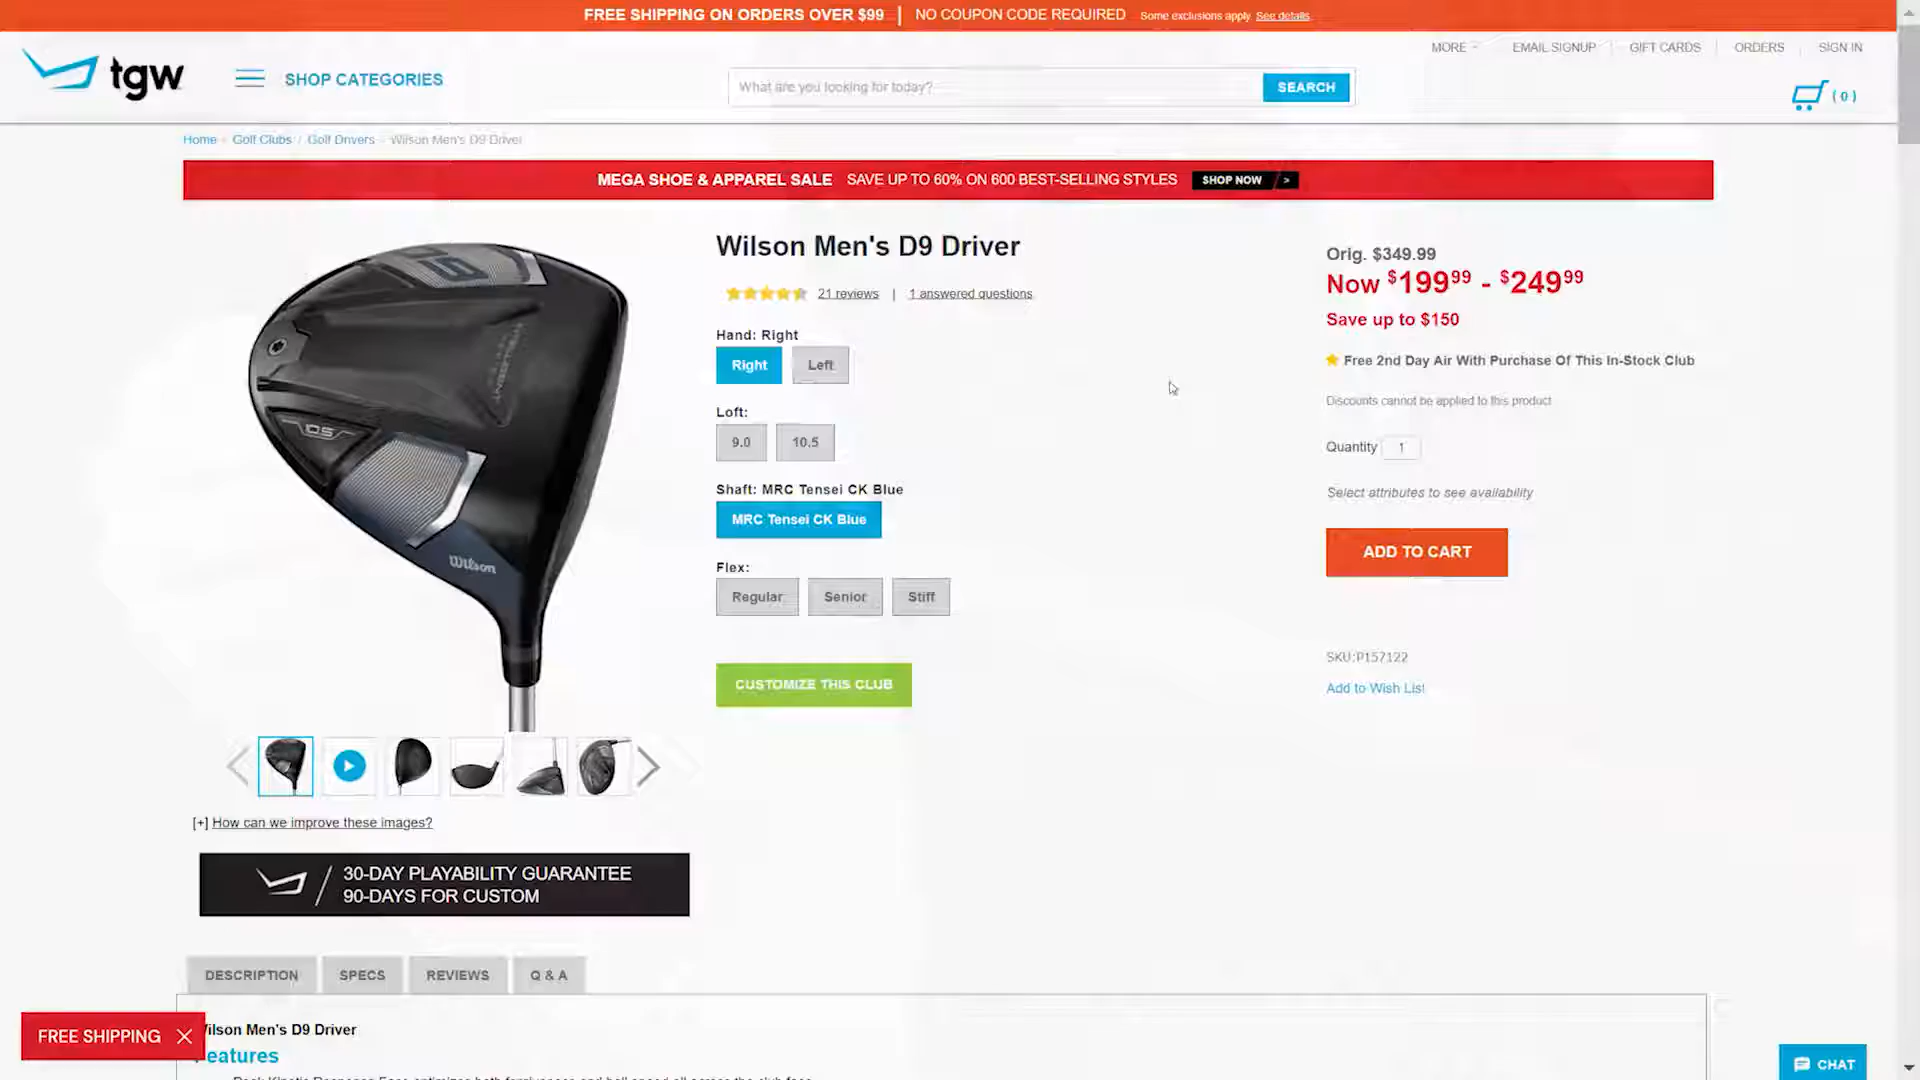 FREE SHIPPING ON ORDERS OVER $99 | NO COUPON CODE REQUIRED Some exclusions apply See details
MORE EMAIL SIGNUP GIFT CARDS ORDERS SIGN IN
tgw
SHOP CATEGORIES
What are you looking for today?
SEARCH
( 0 )
Home Golf Clubs / Golf Drivers Wilson Men's D9 Driver
MEGA SHOE & APPAREL SALE SAVE UP TO 60% ON 600 BEST-SELLING STYLES SHOP NOW >
Wilson Men's D9 Driver
21 reviews | 1 answered questions
Hand: Right
Right Left
Loft:
9.0 10.5
Shaft: MRC Tensei CK Blue
MRC Tensei CK Blue
Flex:
Regular Senior Stiff
CUSTOMIZE THIS CLUB
Orig. $349.99
Now $199.99 - $249.99
Save up to $150
Free 2nd Day Air With Purchase Of This In-Stock Club
Discounts cannot be applied to this product
Quantity 1
Select attributes to see availability
ADD TO CART
SKU:P157122
Add to Wish List
10.5
Wilson
[+] How can we improve these images?
30-DAY PLAYABILITY GUARANTEE
90-DAYS FOR CUSTOM
DESCRIPTION SPECS REVIEWS Q & A
Wilson Men's D9 Driver
Features
FREE SHIPPING
CHAT